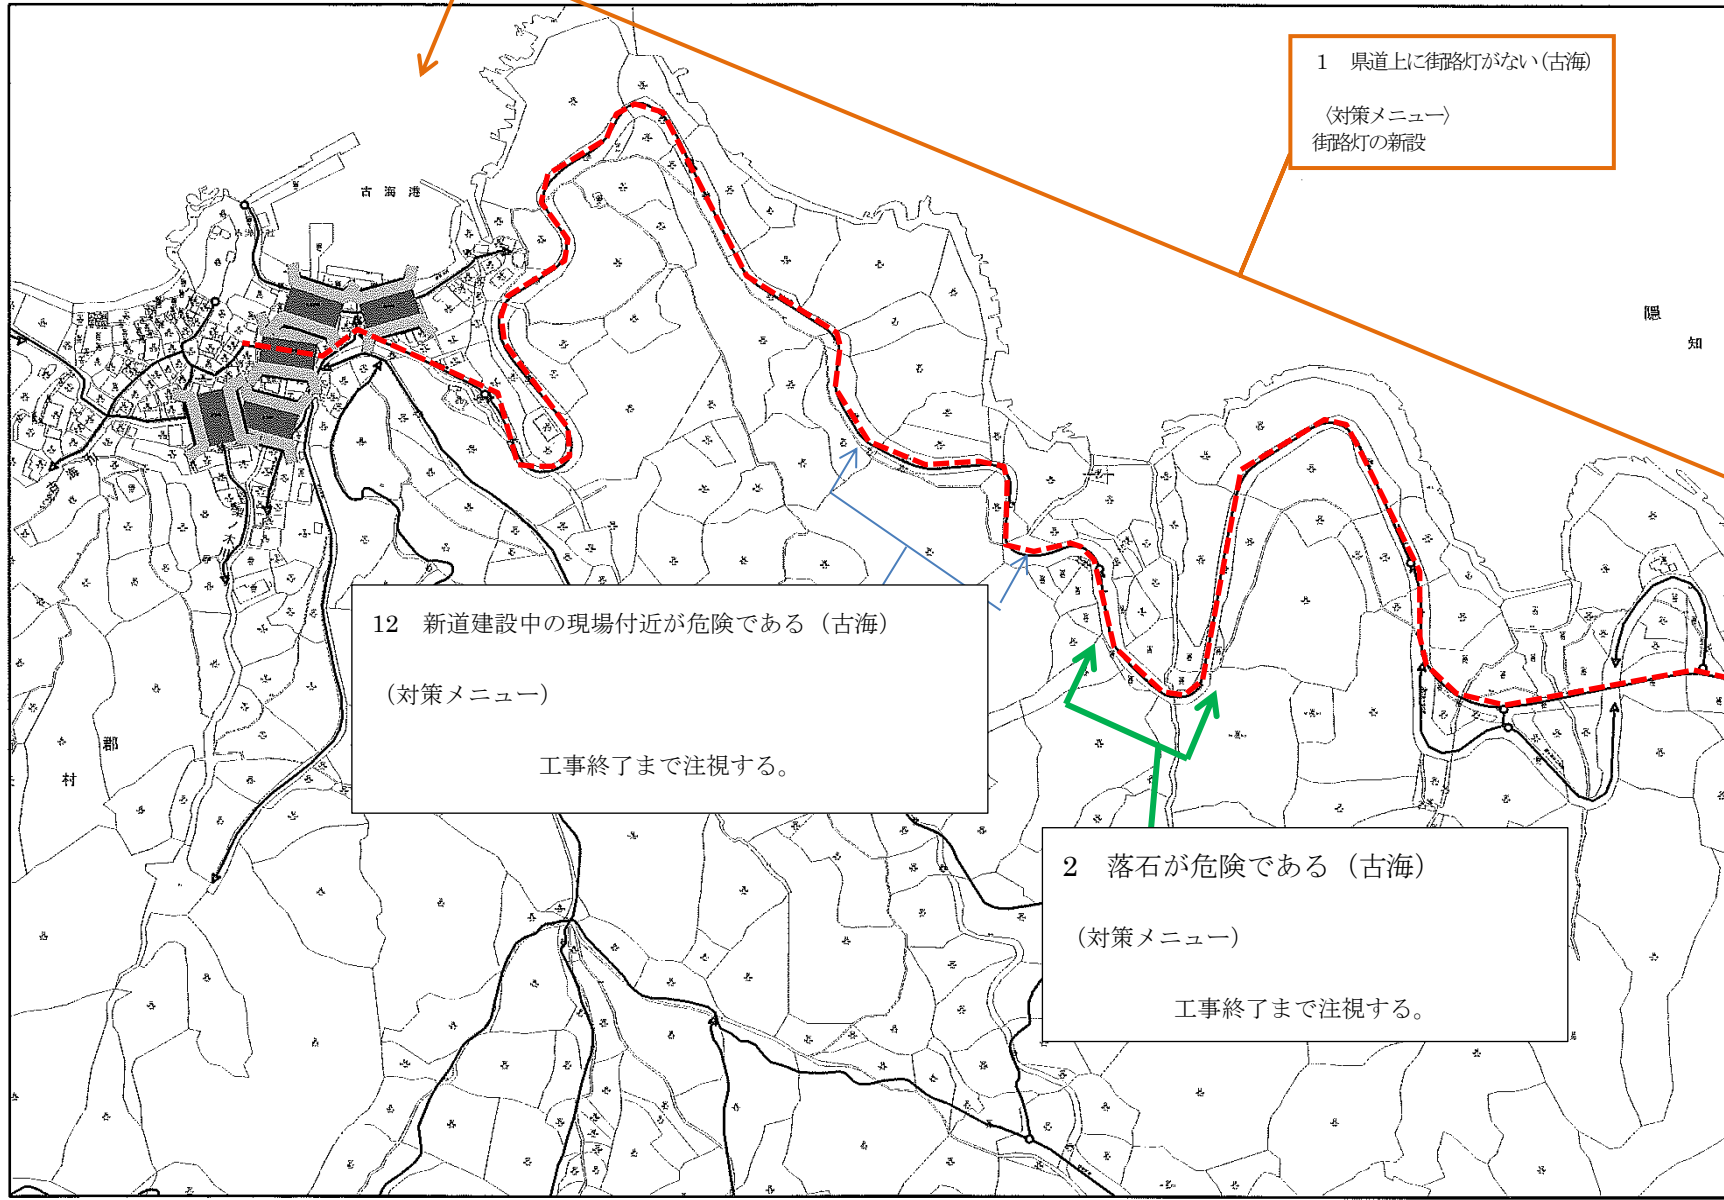 1 県道上に街路灯がない(古海)
〈対策メニュー〉
街路灯の新設
古海港
隠
知
12 新道建設中の現場付近が危険である（古海）
（対策メニュー）
工事終了まで注視する。
郡
村
2 落石が危険である（古海）
（対策メニュー）
工事終了まで注視する。